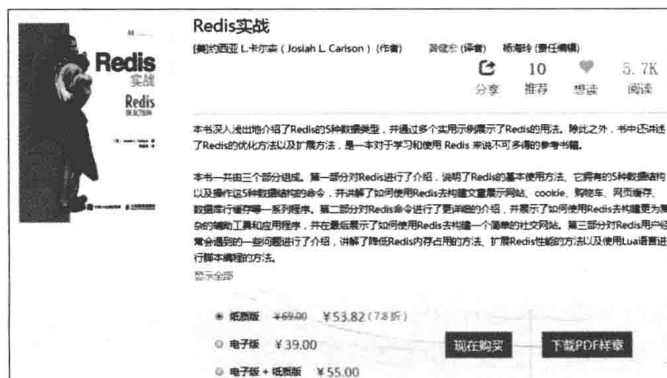 Redis实战
[美]约西亚 L.卡尔森（Josiah L. Carlson）(作者) 黄健宏 (译者) 杨海玲 (责任编辑)
分享
10
推荐
想读
5.7K
阅读
Redis
实战
Redis
IN ACTION
本书深入浅出地介绍了Redis的5种数据类型，并通过多个实用示例展示了Redis的用法。除此之外，书中还讲述
了Redis的优化方法以及扩展方法，是一本对于学习和使用 Redis 来说不可多得的参考书籍。
本书一共由三个部分组成。第一部分对Redis进行了介绍，说明了Redis的基本使用方法、它拥有的5种数据结构
以及操作这5种数据结构的命令，并讲解了如何使用Redis去构建文章展示网站、cookie、购物车、网页缓存、
数据库行缓存等一系列程序。第二部分对Redis命令进行了更详细的介绍，并展示了如何使用Redis去构建更为复
杂的辅助工具和应用程序，并在最后展示了如何使用Redis去构建一个简单的社交网站。第三部分对Redis用户经
常会遇到的一些问题进行了介绍，讲解了降低Redis内存占用的方法、扩展Redis性能的方法以及使用Lua语言进
行脚本编程的方法。
显示全部
纸质版 ￥69.00 ￥53.82 (7.8 折)
电子版 ￥39.00
电子版 + 纸质版 ￥55.00
现在购买
下载PDF样章